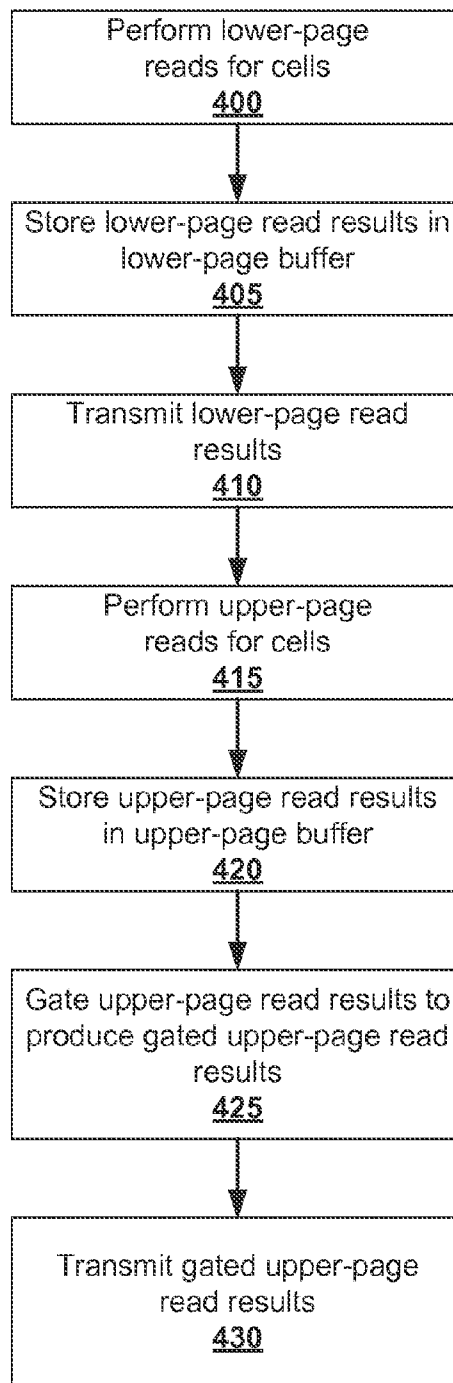 Perform lower-page
reads for cells
400
Store lower-page read results in
lower-page buffer
405
Transmit lower-page read
results
410
Perform upper-page
reads for cells
415
Store upper-page read results
in upper-page buffer
420
Gate upper-page read results to
produce gated upper-page read
results
425
Transmit gated upper-page
read results
430